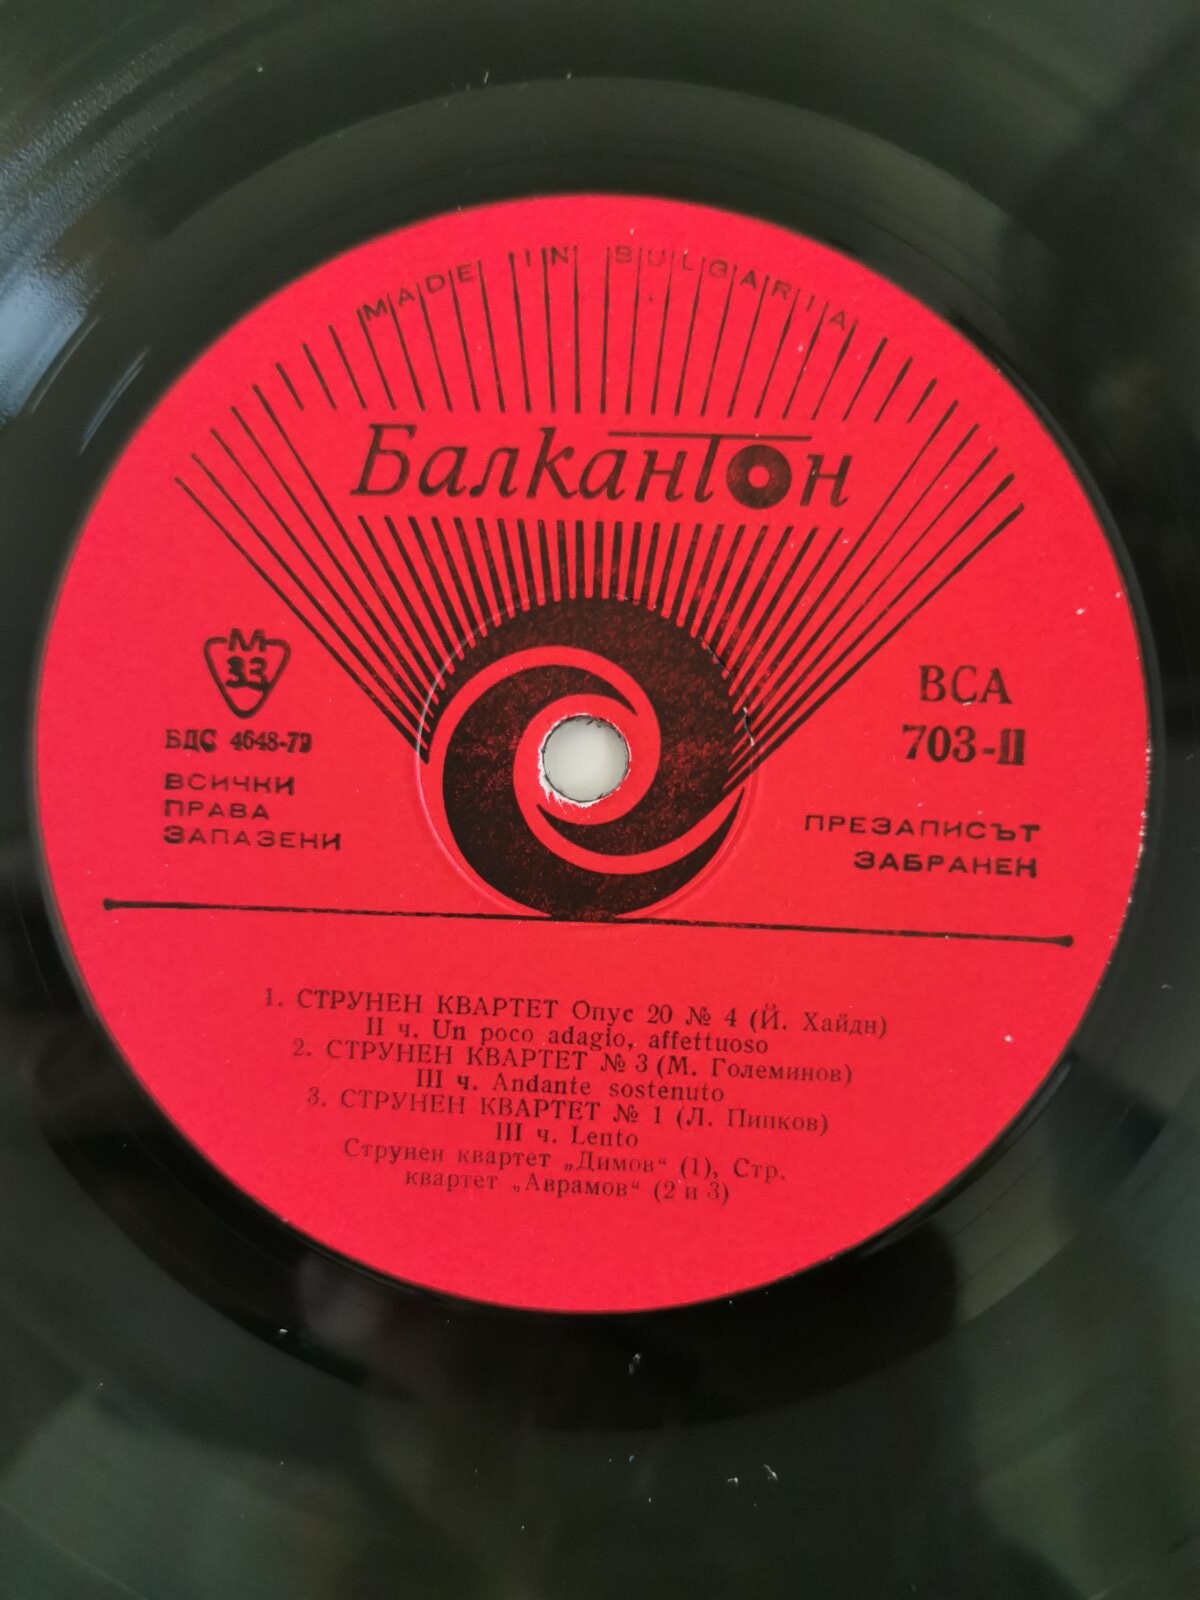 MADE IN BULGARIA
Балкантон
М
33
БДС 4648-72
ВСИЧКИ
ПРАВА
ЗАПАЗЕНИ
ВСА
703-II
ПРЕЗАПИСЪТ
ЗАБРАНЕН
1. СТРУНЕН КВАРТЕТ Опус 20 № 4 (Й. Хайдн)
II ч. Un poco adagio, affettuoso
2. СТРУНЕН КВАРТЕТ № 3 (М. Големинов)
III ч. Andante sostenuto
3. СТРУНЕН КВАРТЕТ № 1 (Л. Пипков)
III ч. Lento
Струнен квартет „Димов“ (1), Стр.
квартет „Аврамов“ (2 и 3)